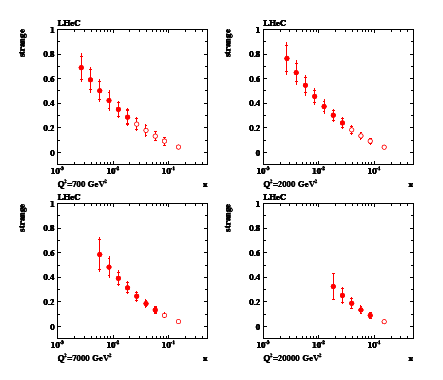 LHeC
LHeC
strange
strange
1
0.8
0.6
0.4
0.2
0
1
0.8
0.6
0.4
0.2
0
x
x
Q²=700 GeV²
Q²=2000 GeV²
LHeC
LHeC
strange
strange
1
0.8
0.6
0.4
0.2
0
1
0.8
0.6
0.4
0.2
0
x
x
Q²=7000 GeV²
Q²=20000 GeV²